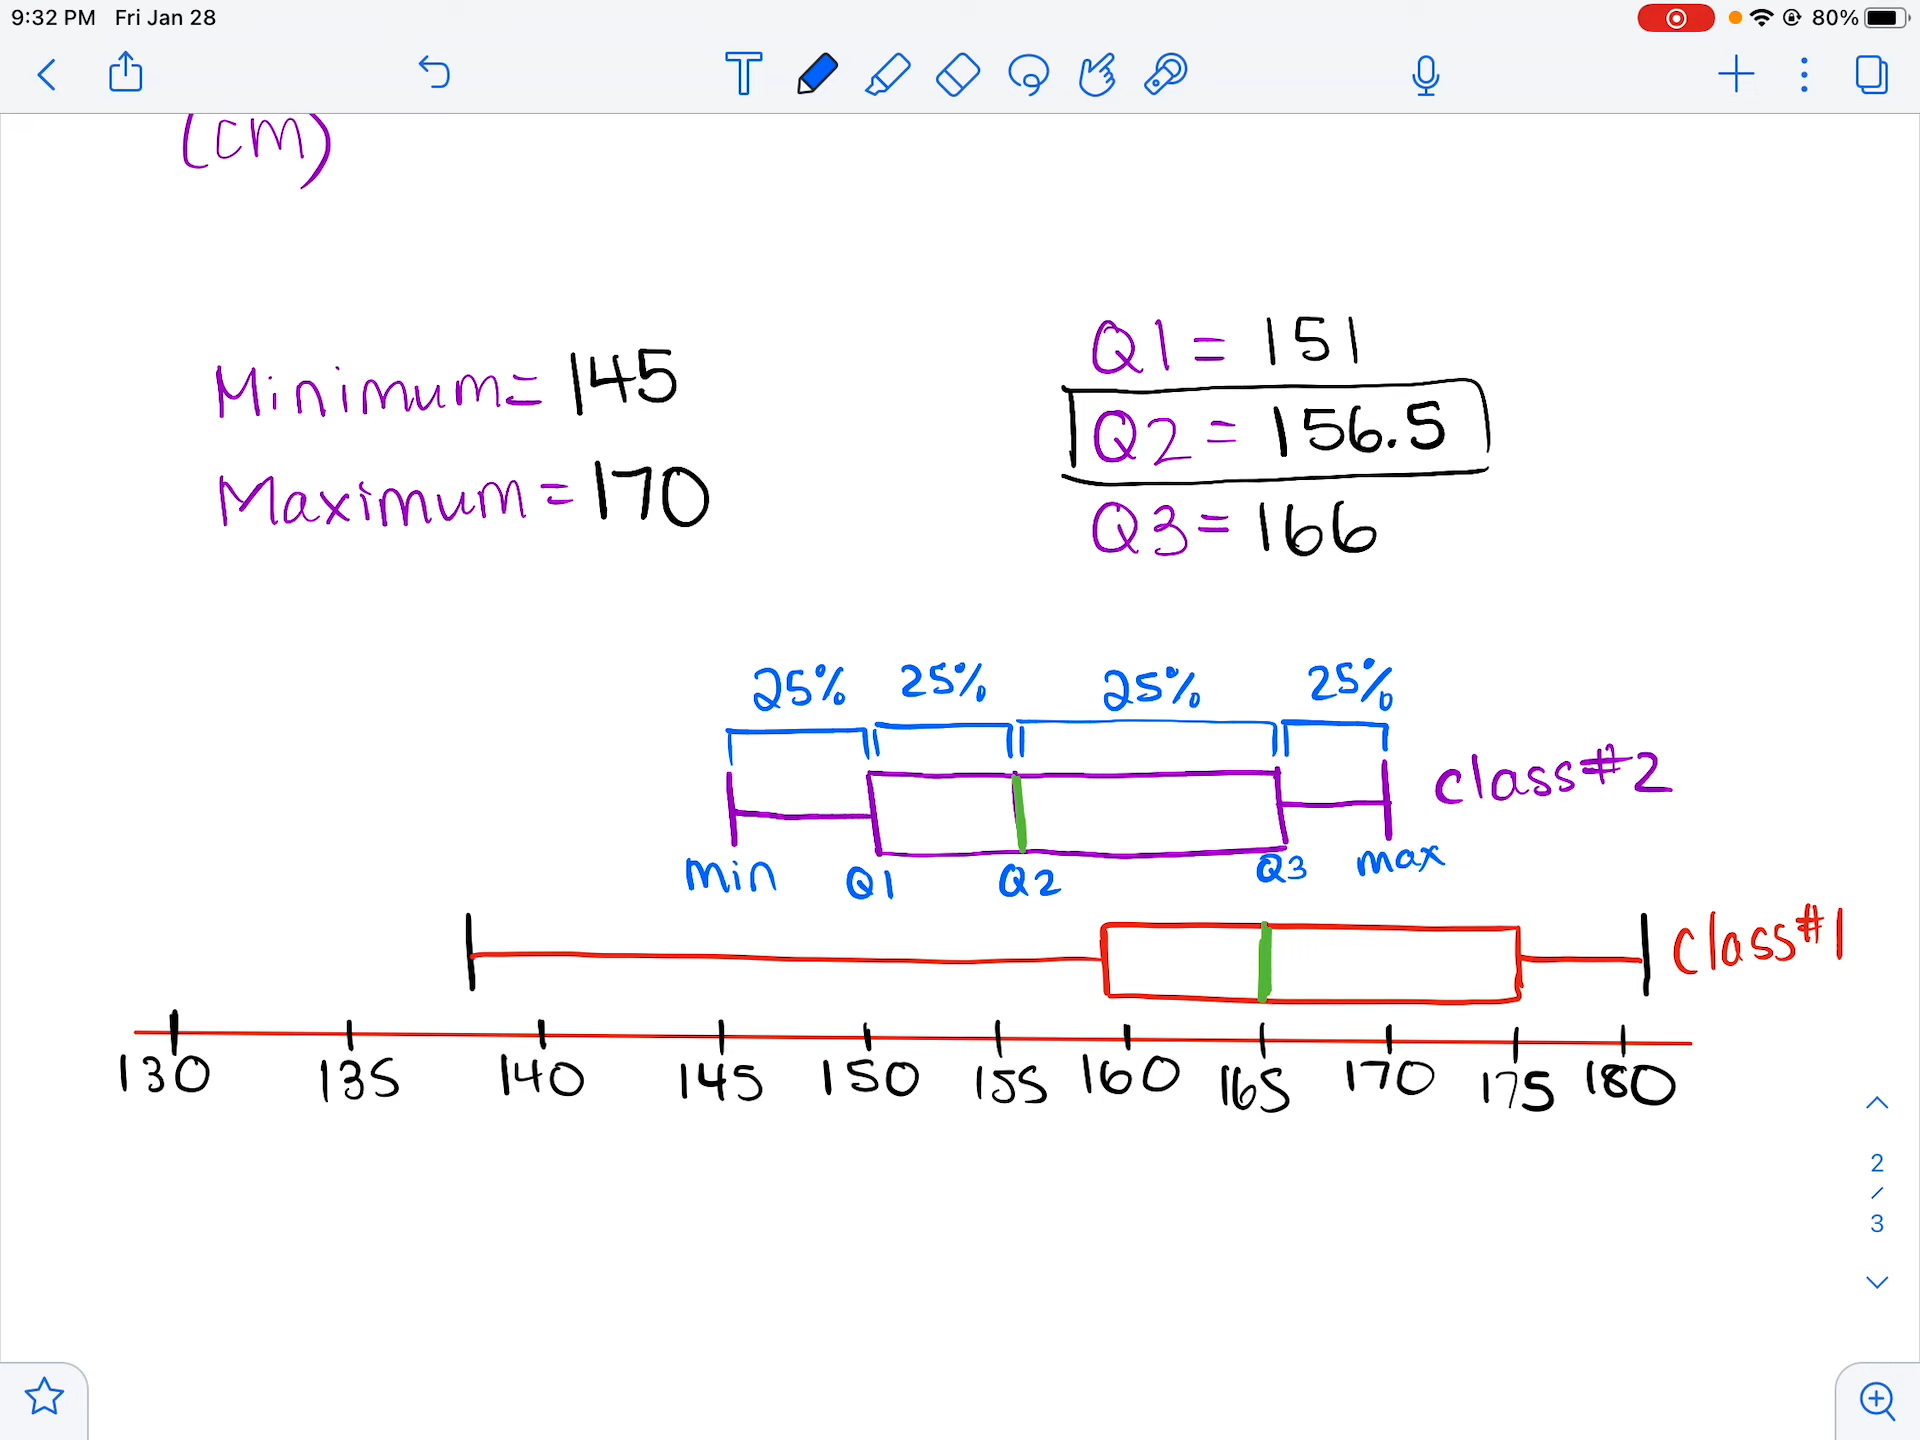 9:32 PM Fri Jan 28 80%
(cm)
Minimum= 145
Maximum= 170
Q1= 151
Q2= 156.5
Q3= 166
25% 25% 25% 25%
class#2
min Q1 Q2 Q3 max
class#1
130 135 140 145 150 155 160 165 170 175 180
2
/
3